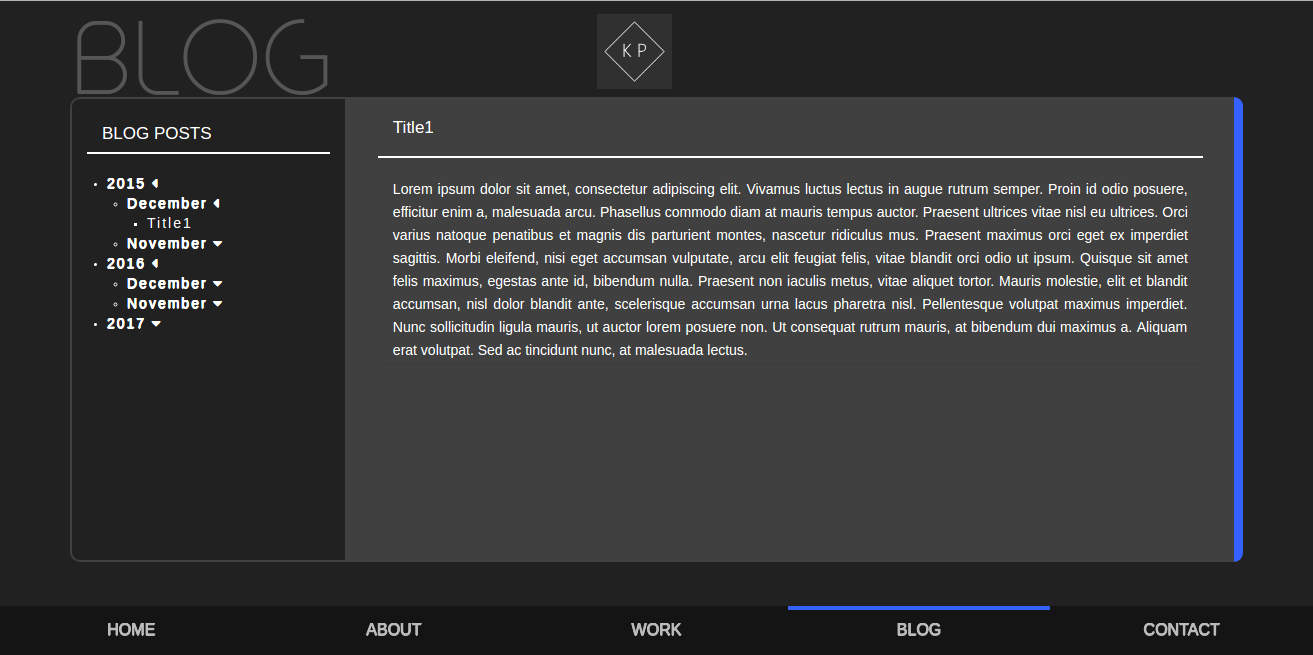 BLOG
K P
BLOG POSTS
2015
December
Title1
November
2016
December
November
2017
Title1
Lorem ipsum dolor sit amet, consectetur adipiscing elit. Vivamus luctus lectus in augue rutrum semper. Proin id odio posuere,
efficitur enim a, malesuada arcu. Phasellus commodo diam at mauris tempus auctor. Praesent ultrices vitae nisl eu ultrices. Orci
varius natoque penatibus et magnis dis parturient montes, nascetur ridiculus mus. Praesent maximus orci eget ex imperdiet
sagittis. Morbi eleifend, nisi eget accumsan vulputate, arcu elit feugiat felis, vitae blandit orci odio ut ipsum. Quisque sit amet
felis maximus, egestas ante id, bibendum nulla. Praesent non iaculis metus, vitae aliquet tortor. Mauris molestie, elit et blandit
accumsan, nisl dolor blandit ante, scelerisque accumsan urna lacus pharetra nisl. Pellentesque volutpat maximus imperdiet.
Nunc sollicitudin ligula mauris, ut auctor lorem posuere non. Ut consequat rutrum mauris, at bibendum dui maximus a. Aliquam
erat volutpat. Sed ac tincidunt nunc, at malesuada lectus.
HOME
ABOUT
WORK
BLOG
CONTACT